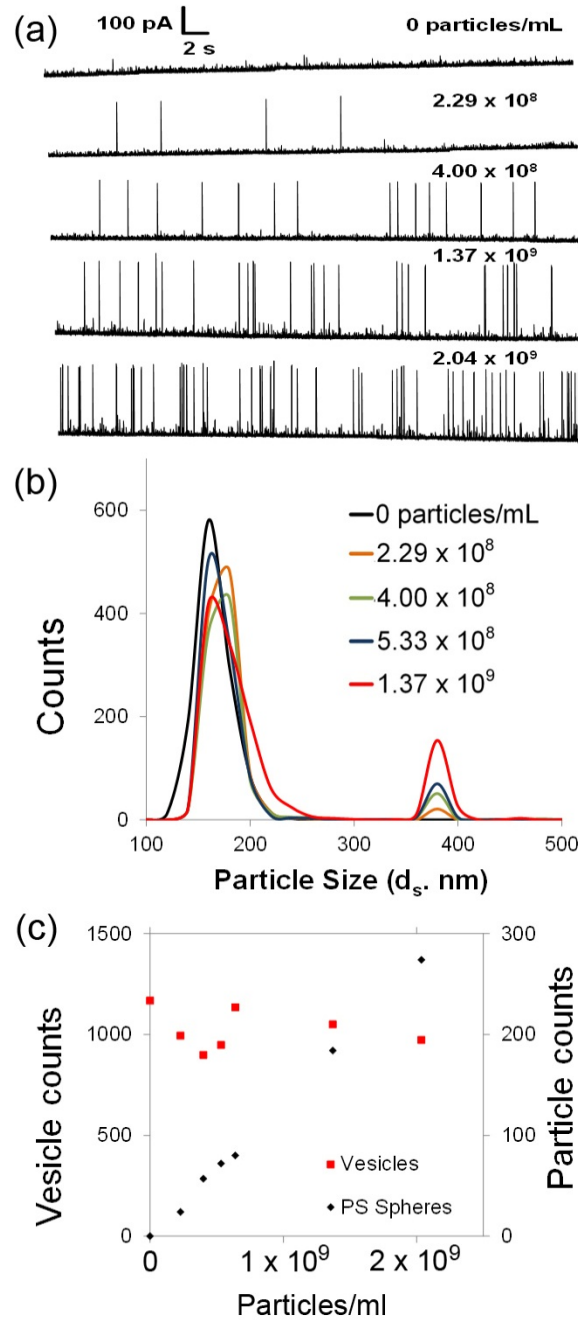 (a)
100 pA
2 s
0 particles/mL
2.29 x 10⁸
4.00 x 10⁸
1.37 x 10⁹
2.04 x 10⁹
(b)
600
400
200
0
Counts
0 particles/mL
2.29 x 10⁸
4.00 x 10⁸
5.33 x 10⁸
1.37 x 10⁹
100 200 300 400 500
Particle Size (dₛ. nm)
(c)
1500
1000
500
0
Vesicle counts
300
200
100
0
Particle counts
Vesicles
PS Spheres
0 1 x 10⁹ 2 x 10⁹
Particles/ml